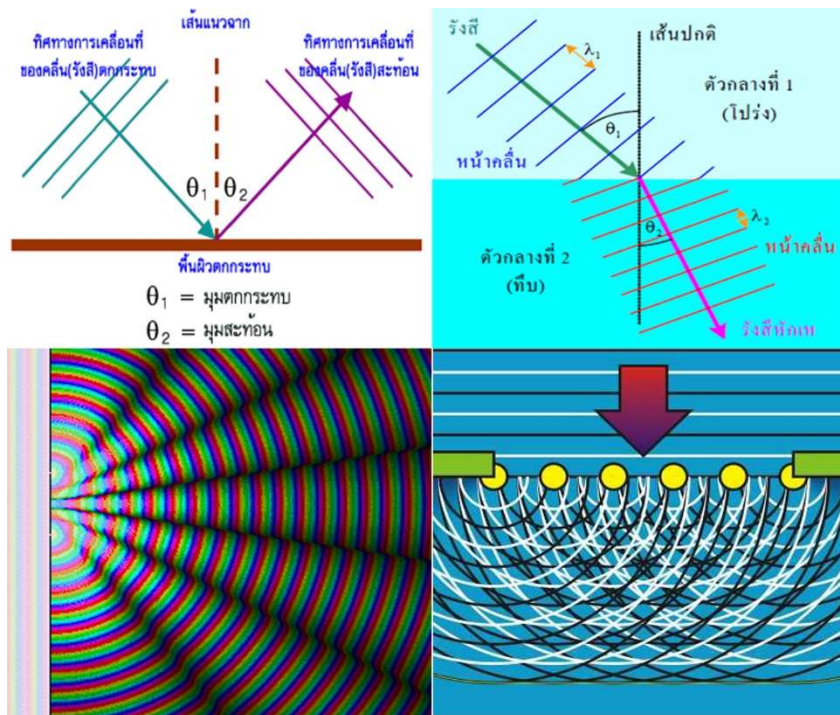 เส้นแนวฉาก
ทิศทางการเคลื่อนที่
ของคลื่น(รังสี)ตกกระทบ
ทิศทางการเคลื่อนที่
ของคลื่น(รังสี)สะท้อน
θ1 θ2
พื้นผิวตกกระทบ
θ1 = มุมตกกระทบ
θ2 = มุมสะท้อน
รังสี
λ1
เส้นปกติ
ตัวกลางที่ 1
(โปร่ง)
θ1
หน้าคลื่น
λ2
θ2
หน้าคลื่น
ตัวกลางที่ 2
(ทึบ)
รังสีหักเห